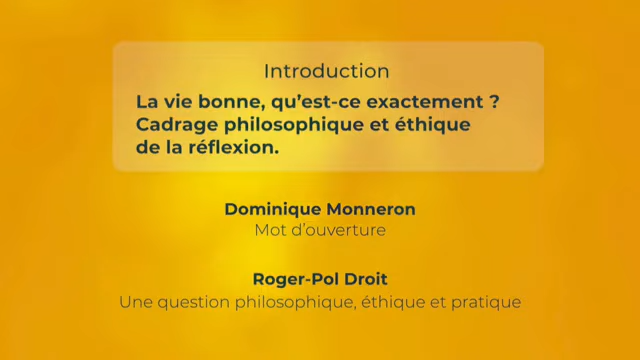 Introduction
La vie bonne, qu’est-ce exactement ?
Cadrage philosophique et éthique
de la réflexion.
Dominique Monneron
Mot d’ouverture
Roger-Pol Droit
Une question philosophique, éthique et pratique